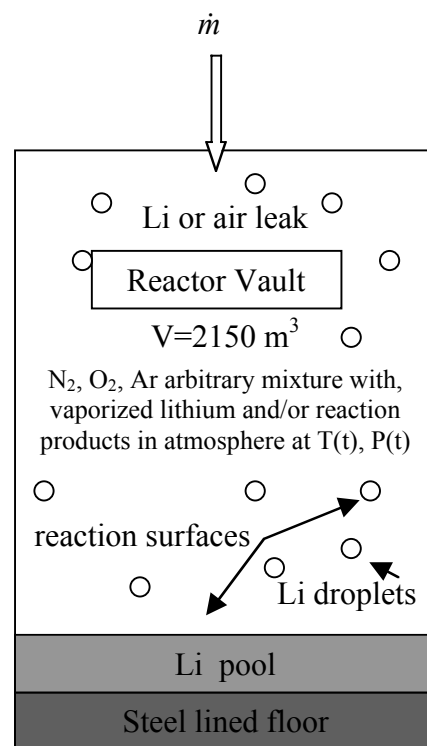 ṁ
Li or air leak
Reactor Vault
V=2150 m³
N₂, O₂, Ar arbitrary mixture with,
vaporized lithium and/or reaction
products in atmosphere at T(t), P(t)
reaction surfaces
Li droplets
Li pool
Steel lined floor